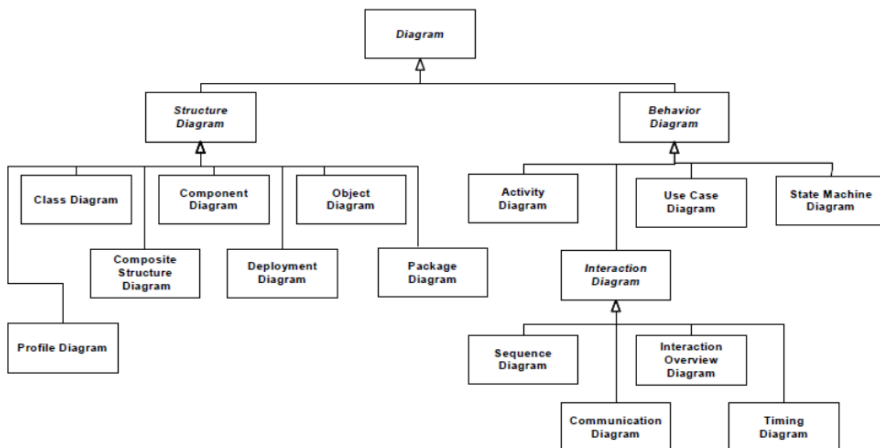 Diagram
Structure
Diagram
Behavior
Diagram
Class Diagram
Component
Diagram
Object
Diagram
Activity
Diagram
Use Case
Diagram
State Machine
Diagram
Composite
Structure
Diagram
Deployment
Diagram
Package
Diagram
Interaction
Diagram
Profile Diagram
Sequence
Diagram
Interaction
Overview
Diagram
Communication
Diagram
Timing
Diagram